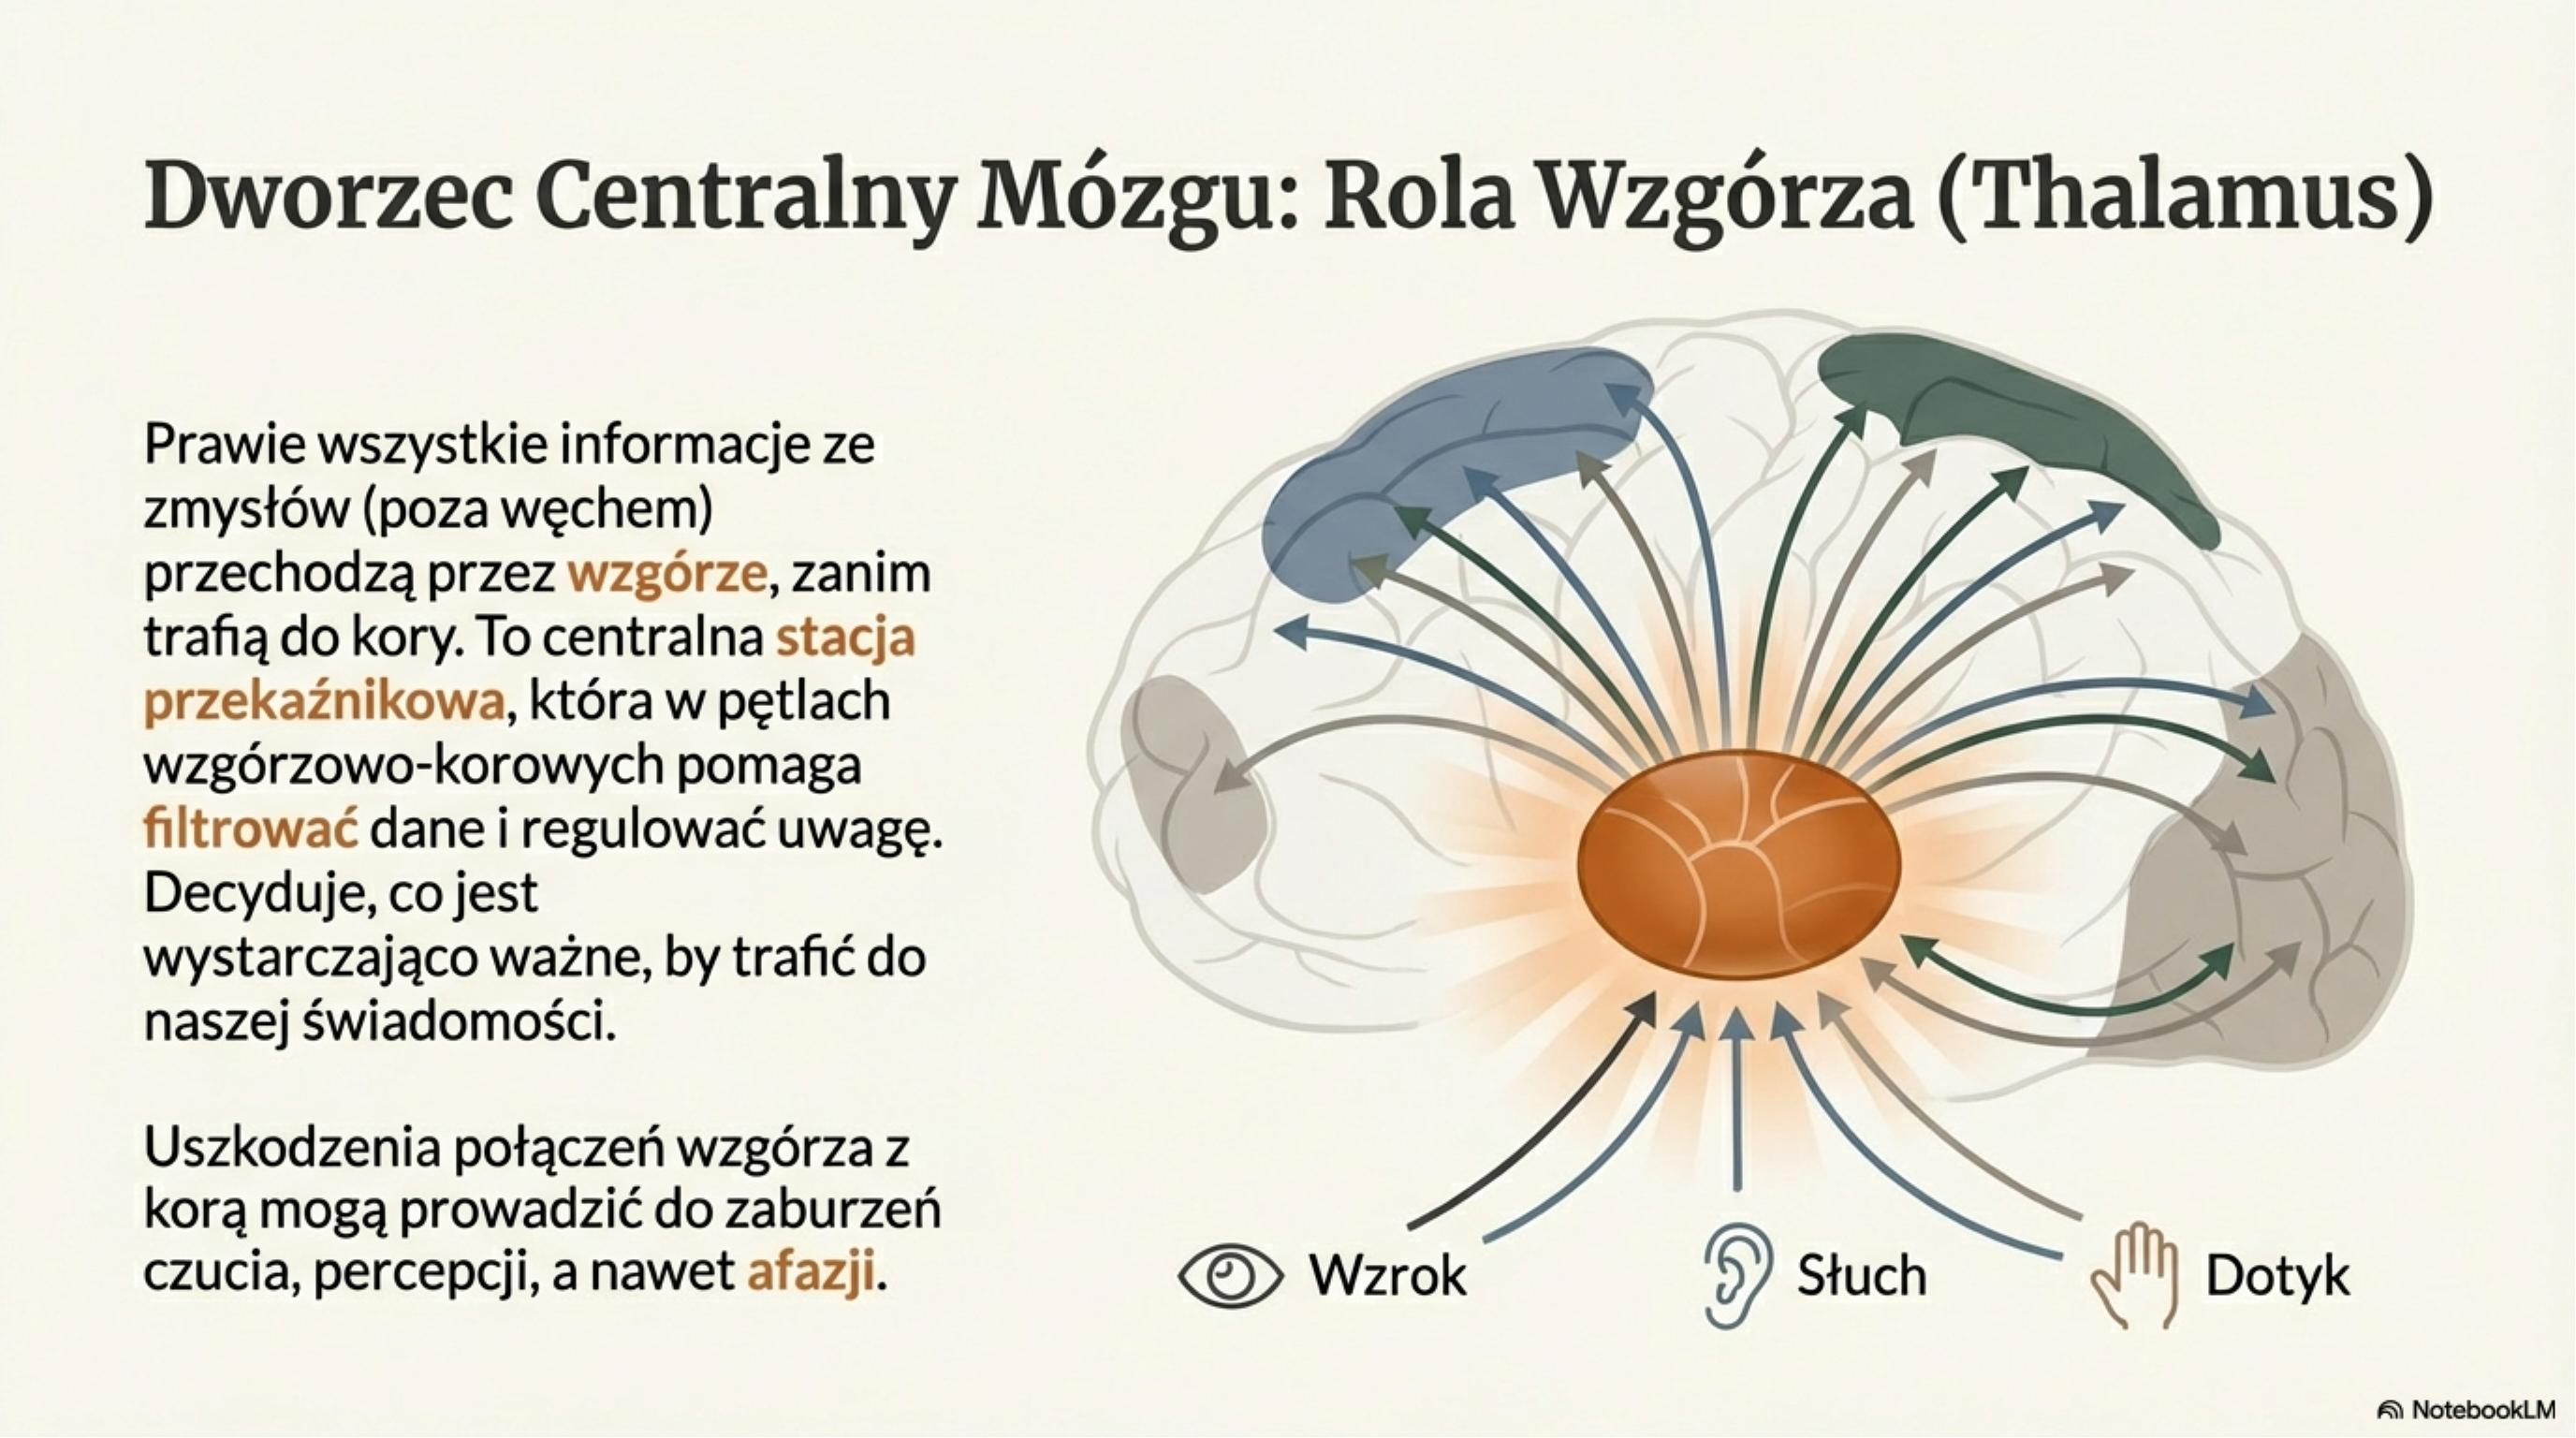 Dworzec Centralny Mózgu: Rola Wzgórza (Thalamus)
Prawie wszystkie informacje ze
zmysłów (poza węchem)
przechodzą przez wzgórze, zanim
trafią do kory. To centralna stacja
przekaźnikowa, która w pętlach
wzgórzowo-korowych pomaga
filtrować dane i regulować uwagę.
Decyduje, co jest
wystarczająco ważne, by trafić do
naszej świadomości.
Uszkodzenia połączeń wzgórza z
korą mogą prowadzić do zaburzeń
czucia, percepcji, a nawet afazji.
Wzrok
Słuch
Dotyk
NotebookLM